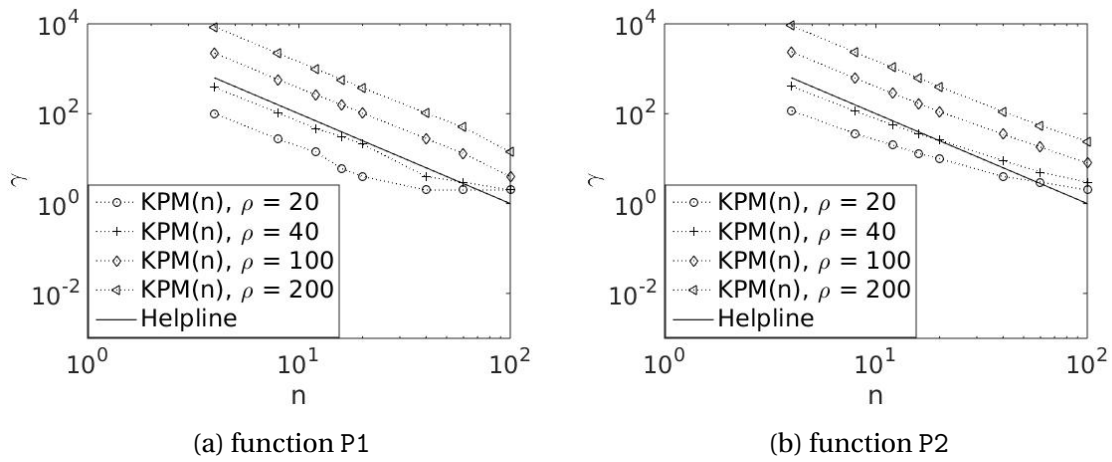 10^4
10^2
10^0
10^-2
γ
KPM(n), ρ = 20
KPM(n), ρ = 40
KPM(n), ρ = 100
KPM(n), ρ = 200
Helpline
10^0 10^1 10^2
n
(a) function P1
10^4
10^2
10^0
10^-2
γ
KPM(n), ρ = 20
KPM(n), ρ = 40
KPM(n), ρ = 100
KPM(n), ρ = 200
Helpline
10^0 10^1 10^2
n
(b) function P2